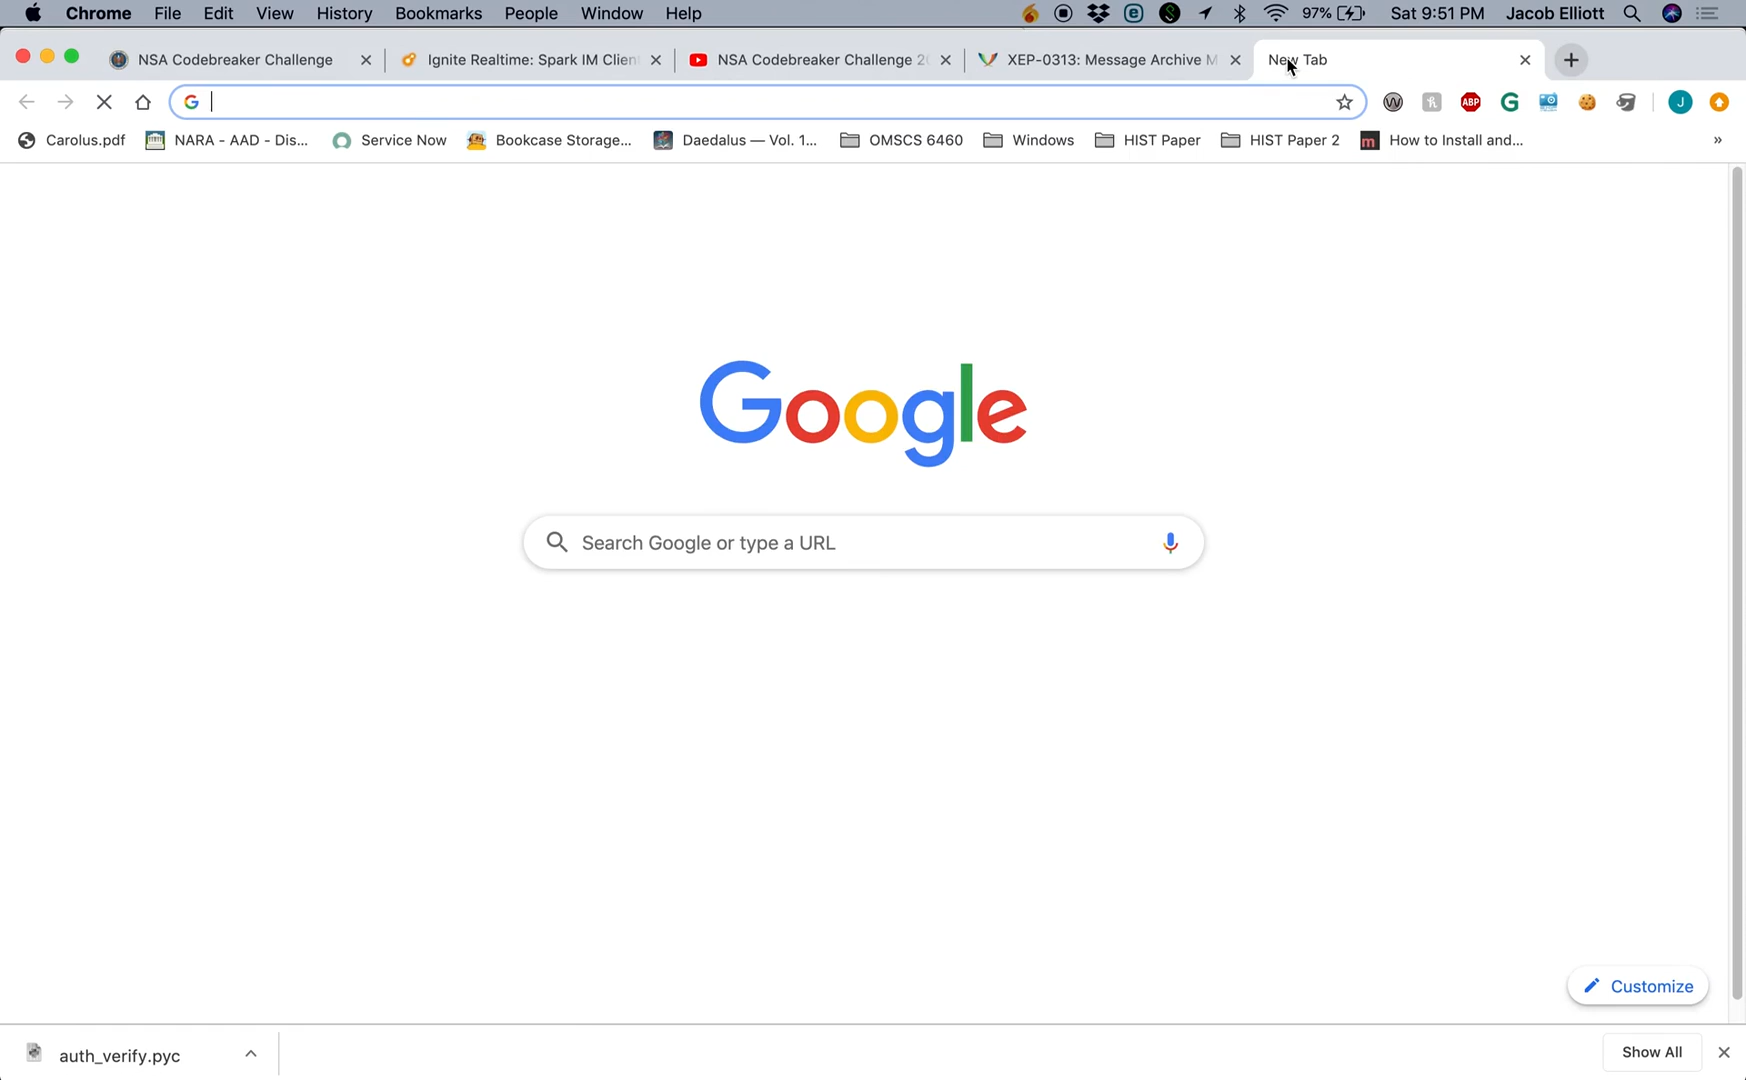 Chrome File Edit View History Bookmarks People Window Help 97% Sat 9:51 PM Jacob Elliott
NSA Codebreaker Challenge Ignite Realtime: Spark IM Clien NSA Codebreaker Challenge 2 XEP-0313: Message Archive M New Tab
Carolus.pdf NARA - AAD - Dis... Service Now Bookcase Storage... Daedalus — Vol. 1... OMSCS 6460 Windows HIST Paper HIST Paper 2 How to Install and... »
Google
Search Google or type a URL
Customize
auth_verify.pyc Show All